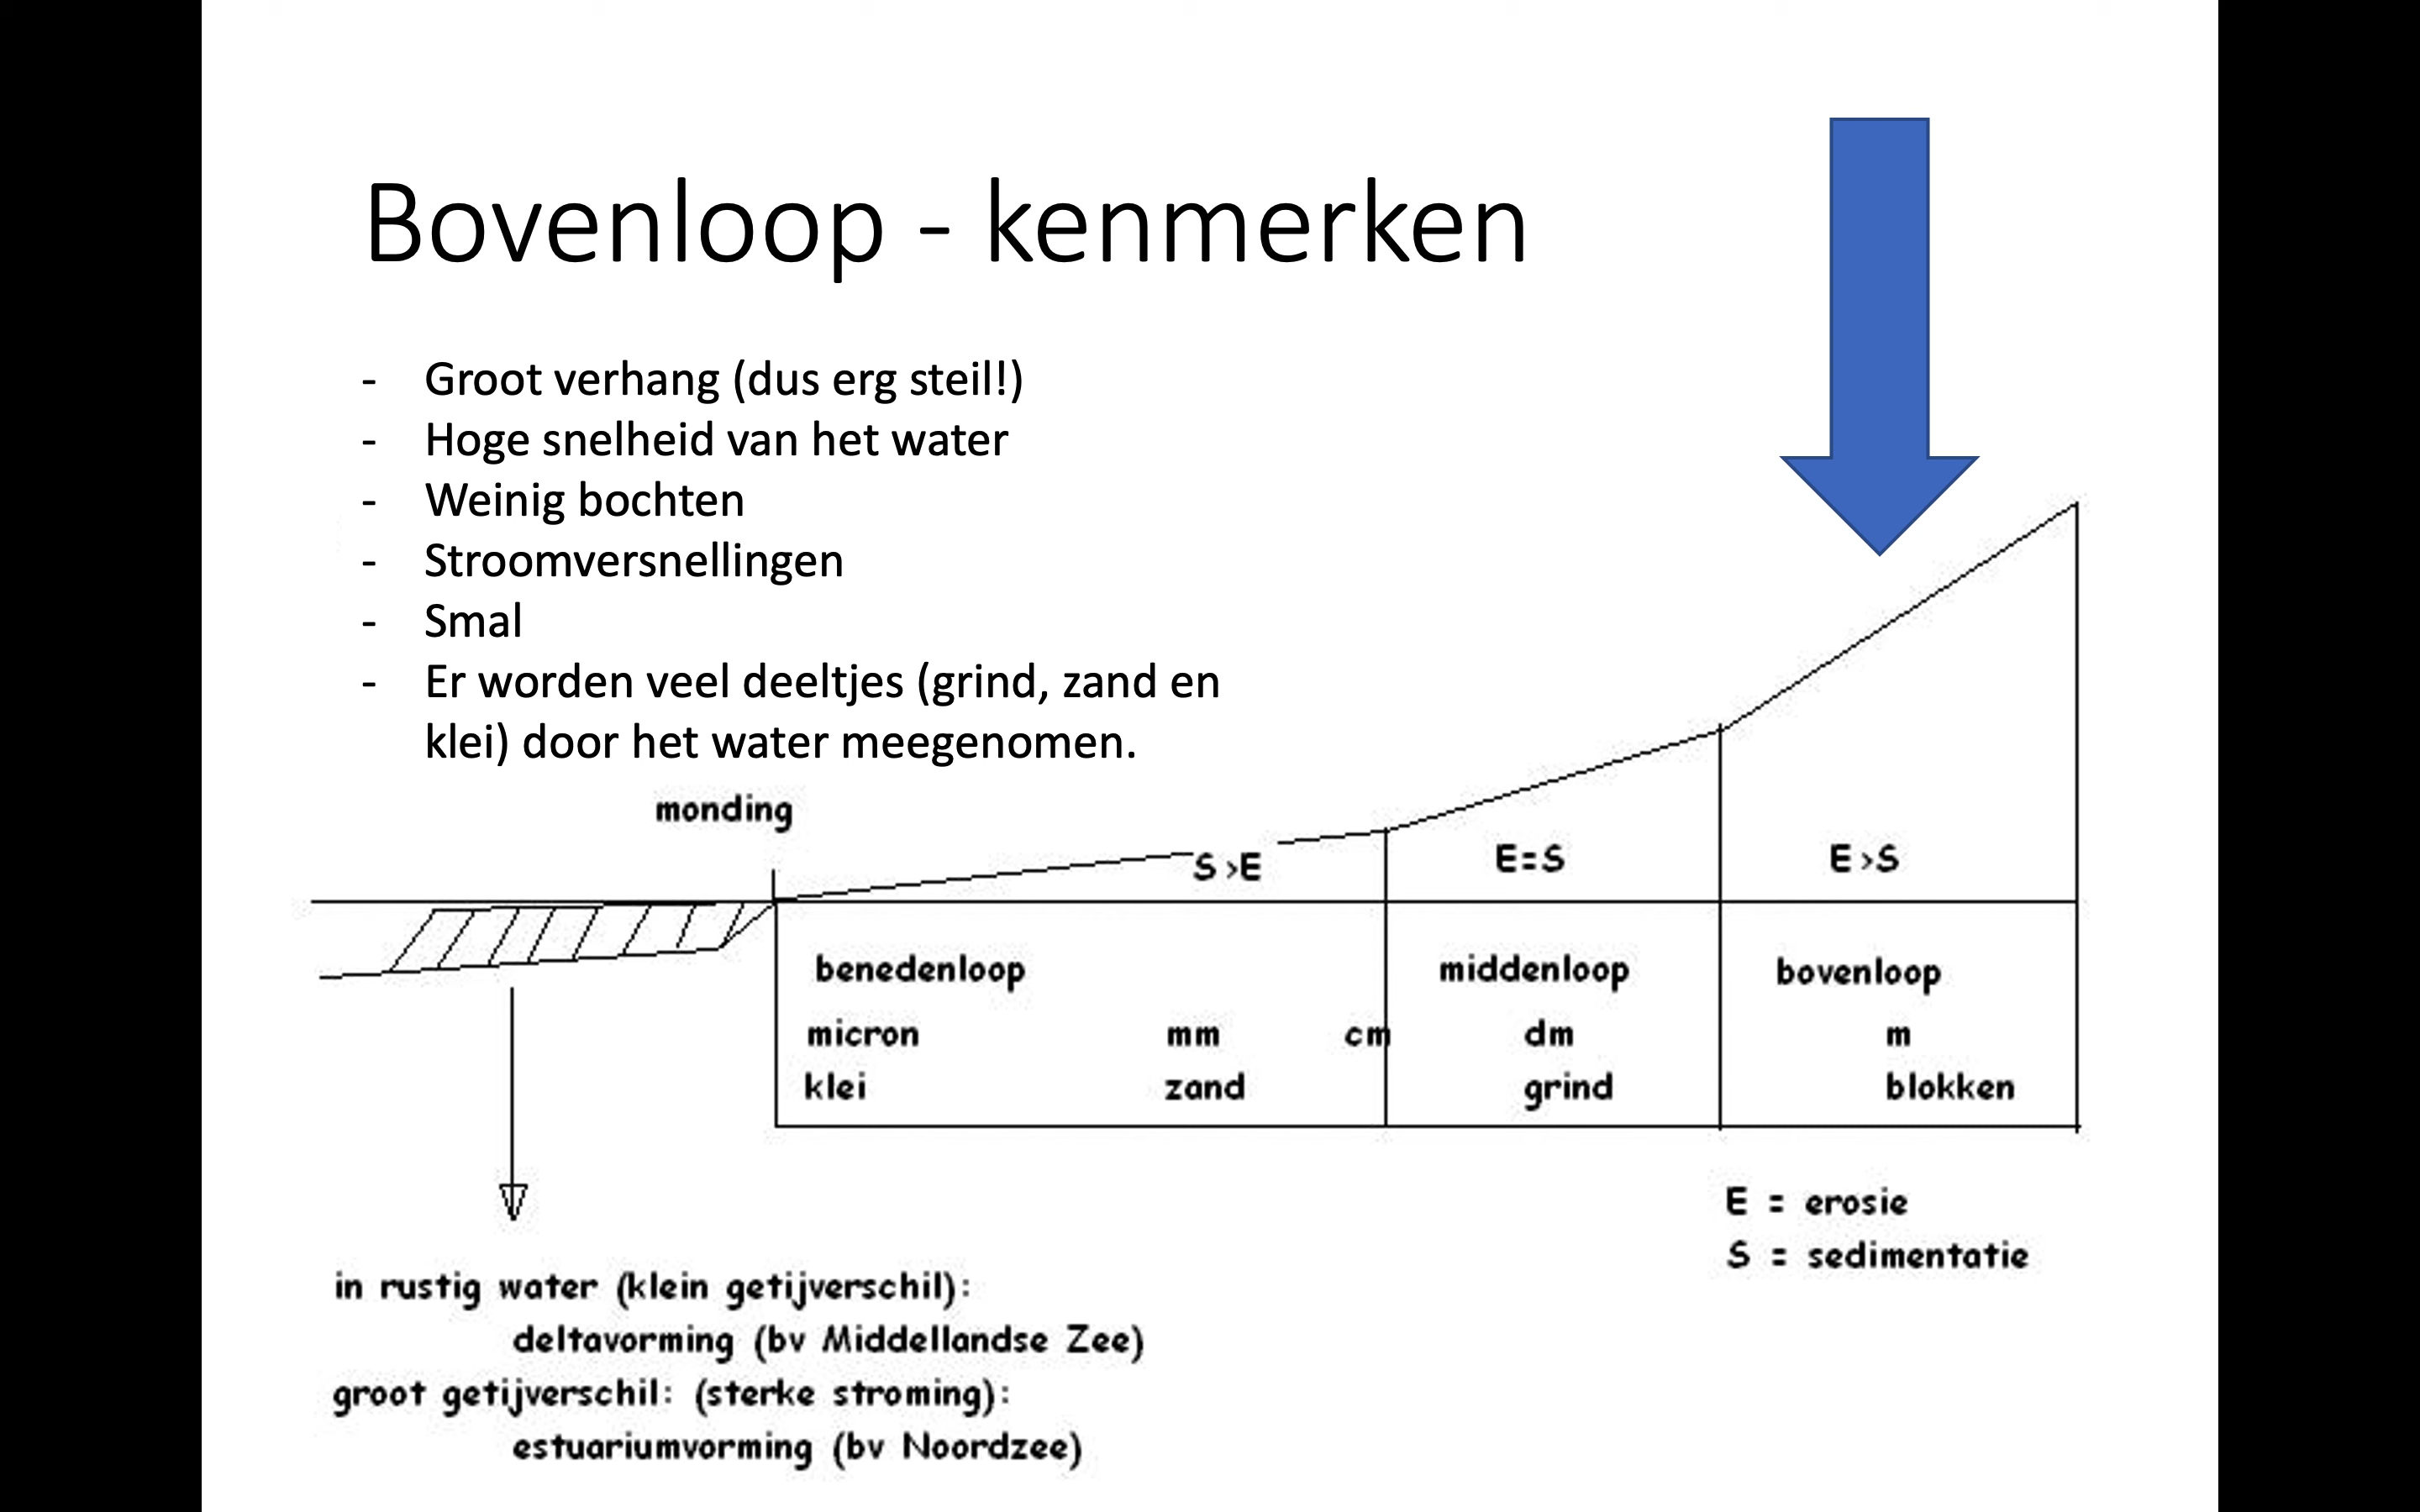 Bovenloop - kenmerken
- Groot verhang (dus erg steil!)
- Hoge snelheid van het water
- Weinig bochten
- Stroomversnellingen
- Smal
- Er worden veel deeltjes (grind, zand en
klei) door het water meegenomen.
monding
S >E E=S E >S
benedenloop middenloop bovenloop
micron mm cm dm m
klei zand grind blokken
E = erosie
S = sedimentatie
in rustig water (klein getijverschil):
deltavorming (bv Middellandse Zee)
groot getijverschil: (sterke stroming):
estuariumvorming (bv Noordzee)